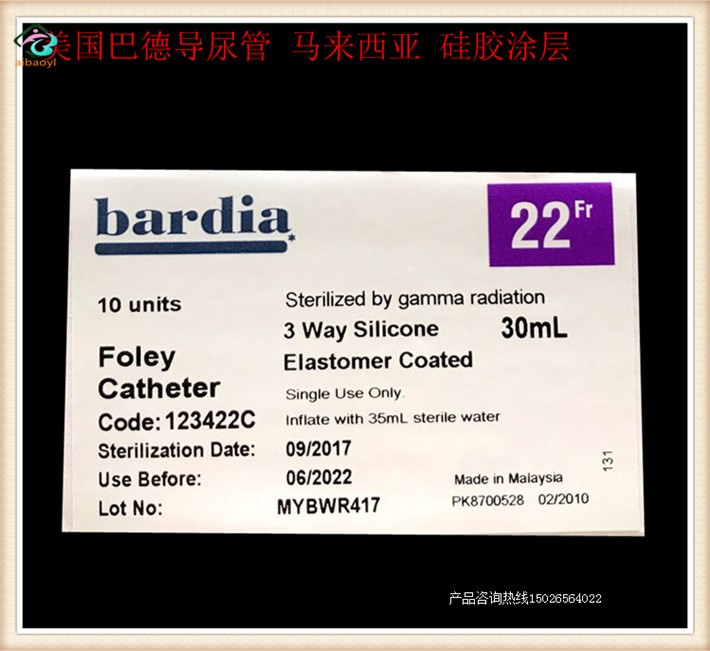 美国巴德导尿管 马来西亚 硅胶涂层
aibaoyl
bardia
22 Fr
10 units
Sterilized by gamma radiation
3 Way Silicone 30mL
Elastomer Coated
Foley
Catheter
Single Use Only.
Code: 123422C
Inflate with 35mL sterile water
Sterilization Date: 09/2017
Use Before: 06/2022
Lot No: MYBWR417
131
Made in Malaysia
PK8700528 02/2010
产品咨询热线15026564022